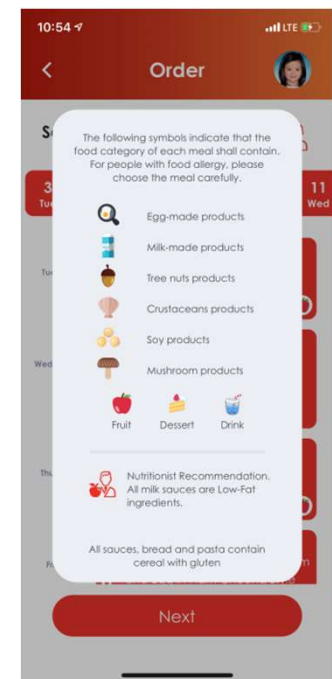 10:54
LTE
Order
3
11
Tue
Wed
The following symbols indicate that the
food category of each meal shall contain.
For people with food allergy, please
choose the meal carefully.
Egg-made products
Milk-made products
Tree nuts products
Crustaceans products
Soy products
Mushroom products
Fruit Dessert Drink
Wed
Nutritionist Recommendation.
All milk sauces are Low-Fat
ingredients.
All sauces, bread and pasta contain
cereal with gluten
Next